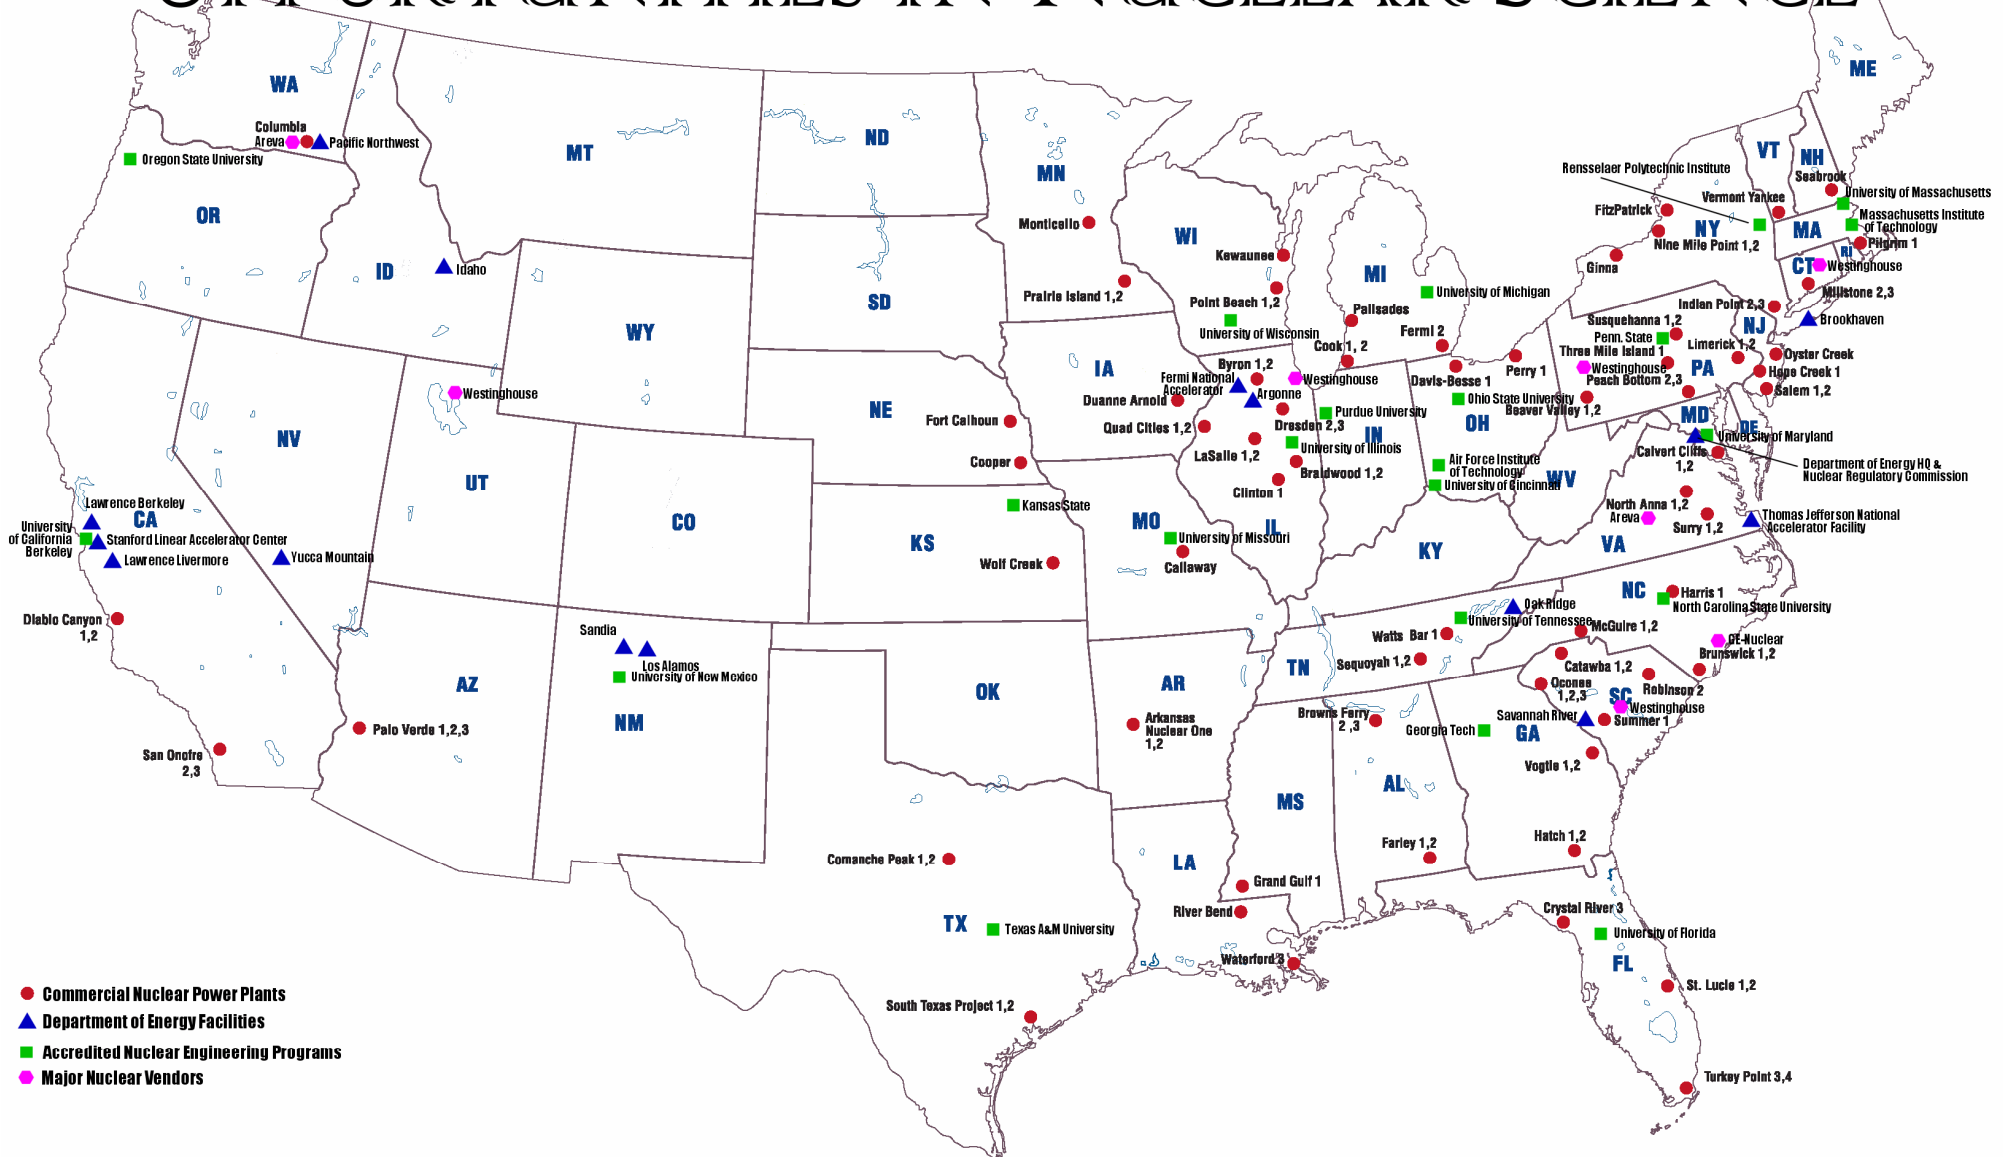 OPPORTUNITIES IN NUCLEAR SCIENCE
WA
Columbia
Areva
Pacific Northwest
Oregon State University
OR
ID
Idaho
MT
ND
MN
Monticello
Prairie Island 1,2
SD
WY
WI
Kewaunee
Point Beach 1,2
University of Wisconsin
MI
University of Michigan
Palisades
Fermi 2
Cook 1, 2
ME
VT
NH
Seabrook
Rensselaer Polytechnic Institute
Vermont Yankee
University of Massachusetts
Massachusetts Institute
of Technology
FitzPatrick
NY
Nine Mile Point 1,2
MA
Pilgrim 1
RI
CT
Westinghouse
Ginna
Millstone 2,3
Indian Point 2,3
Brookhaven
NJ
Susquehanna 1,2
Penn. State
Limerick 1,2
Three Mile Island 1
Oyster Creek
Westinghouse
PA
Hope Creek 1
Peach Bottom 2,3
Salem 1,2
Perry 1
Davis-Besse 1
Ohio State University
Beaver Valley 1,2
OH
MD
DE
University of Maryland
Calvert Cliffs
1,2
Department of Energy HQ &
Nuclear Regulatory Commission
IA
Duanne Arnold
Byron 1,2
Fermi National
Accelerator
Argonne
Westinghouse
Quad Cities 1,2
Dresden 2,3
Purdue University
IN
University of Illinois
LaSalle 1,2
Braidwood 1,2
Clinton 1
IL
Air Force Institute
of Technology
University of Cincinnati
WV
North Anna 1,2
Areva
Surry 1,2
Thomas Jefferson National
Accelerator Facility
VA
NE
Fort Calhoun
Cooper
Westinghouse
NV
UT
CO
Kansas State
KS
Wolf Creek
MO
University of Missouri
Callaway
KY
Lawrence Berkeley
CA
University
of California
Berkeley
Stanford Linear Accelerator Center
Lawrence Livermore
Yucca Mountain
Diablo Canyon
1,2
San Onofre
2,3
AZ
Palo Verde 1,2,3
Sandia
Los Alamos
University of New Mexico
NM
OK
AR
Arkansas
Nuclear One
1,2
TN
Oak Ridge
University of Tennessee
Watts Bar 1
Sequoyah 1,2
NC
Harris 1
North Carolina State University
McGuire 1,2
GE-Nuclear
Brunswick 1,2
Catawba 1,2
Oconee
1,2,3
Robinson 2
SC
Westinghouse
Savannah River
Summer 1
Browns Ferry
2 ,3
Georgia Tech
GA
Vogtle 1,2
Hatch 1,2
AL
Farley 1,2
MS
Grand Gulf 1
LA
River Bend
Waterford 3
Comanche Peak 1,2
TX
Texas A&M University
South Texas Project 1,2
Crystal River 3
University of Florida
FL
St. Lucie 1,2
Turkey Point 3,4
Commercial Nuclear Power Plants
Department of Energy Facilities
Accredited Nuclear Engineering Programs
Major Nuclear Vendors